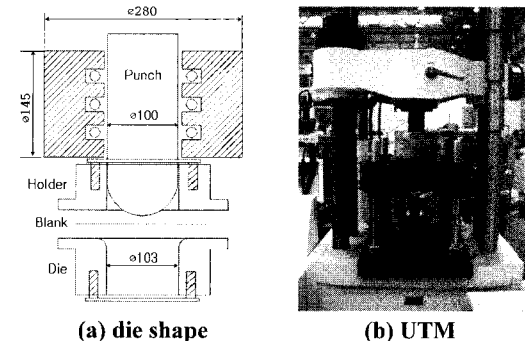 ø280
Punch
ø145
ø100
Holder
Blank
Die
ø103
(a) die shape
(b) UTM